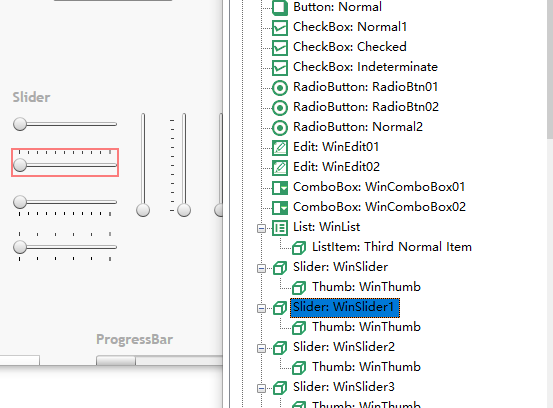 Slider
ProgressBar
Button: Normal
CheckBox: Normal1
CheckBox: Checked
CheckBox: Indeterminate
RadioButton: RadioBtn01
RadioButton: RadioBtn02
RadioButton: Normal2
Edit: WinEdit01
Edit: WinEdit02
ComboBox: WinComboBox01
ComboBox: WinComboBox02
List: WinList
ListItem: Third Normal Item
Slider: WinSlider
Thumb: WinThumb
Slider: WinSlider1
Thumb: WinThumb
Slider: WinSlider2
Thumb: WinThumb
Slider: WinSlider3
Thumb: WinThumb